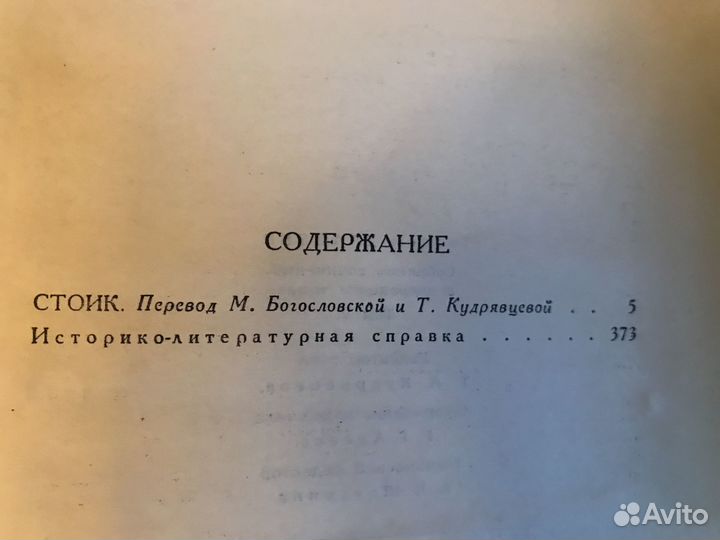 СОДЕРЖАНИЕ
СТОИК. Перевод М. Богословской и Т. Кудрявцевой . . 5
Историко-литературная справка . . . . . . 373
Avito